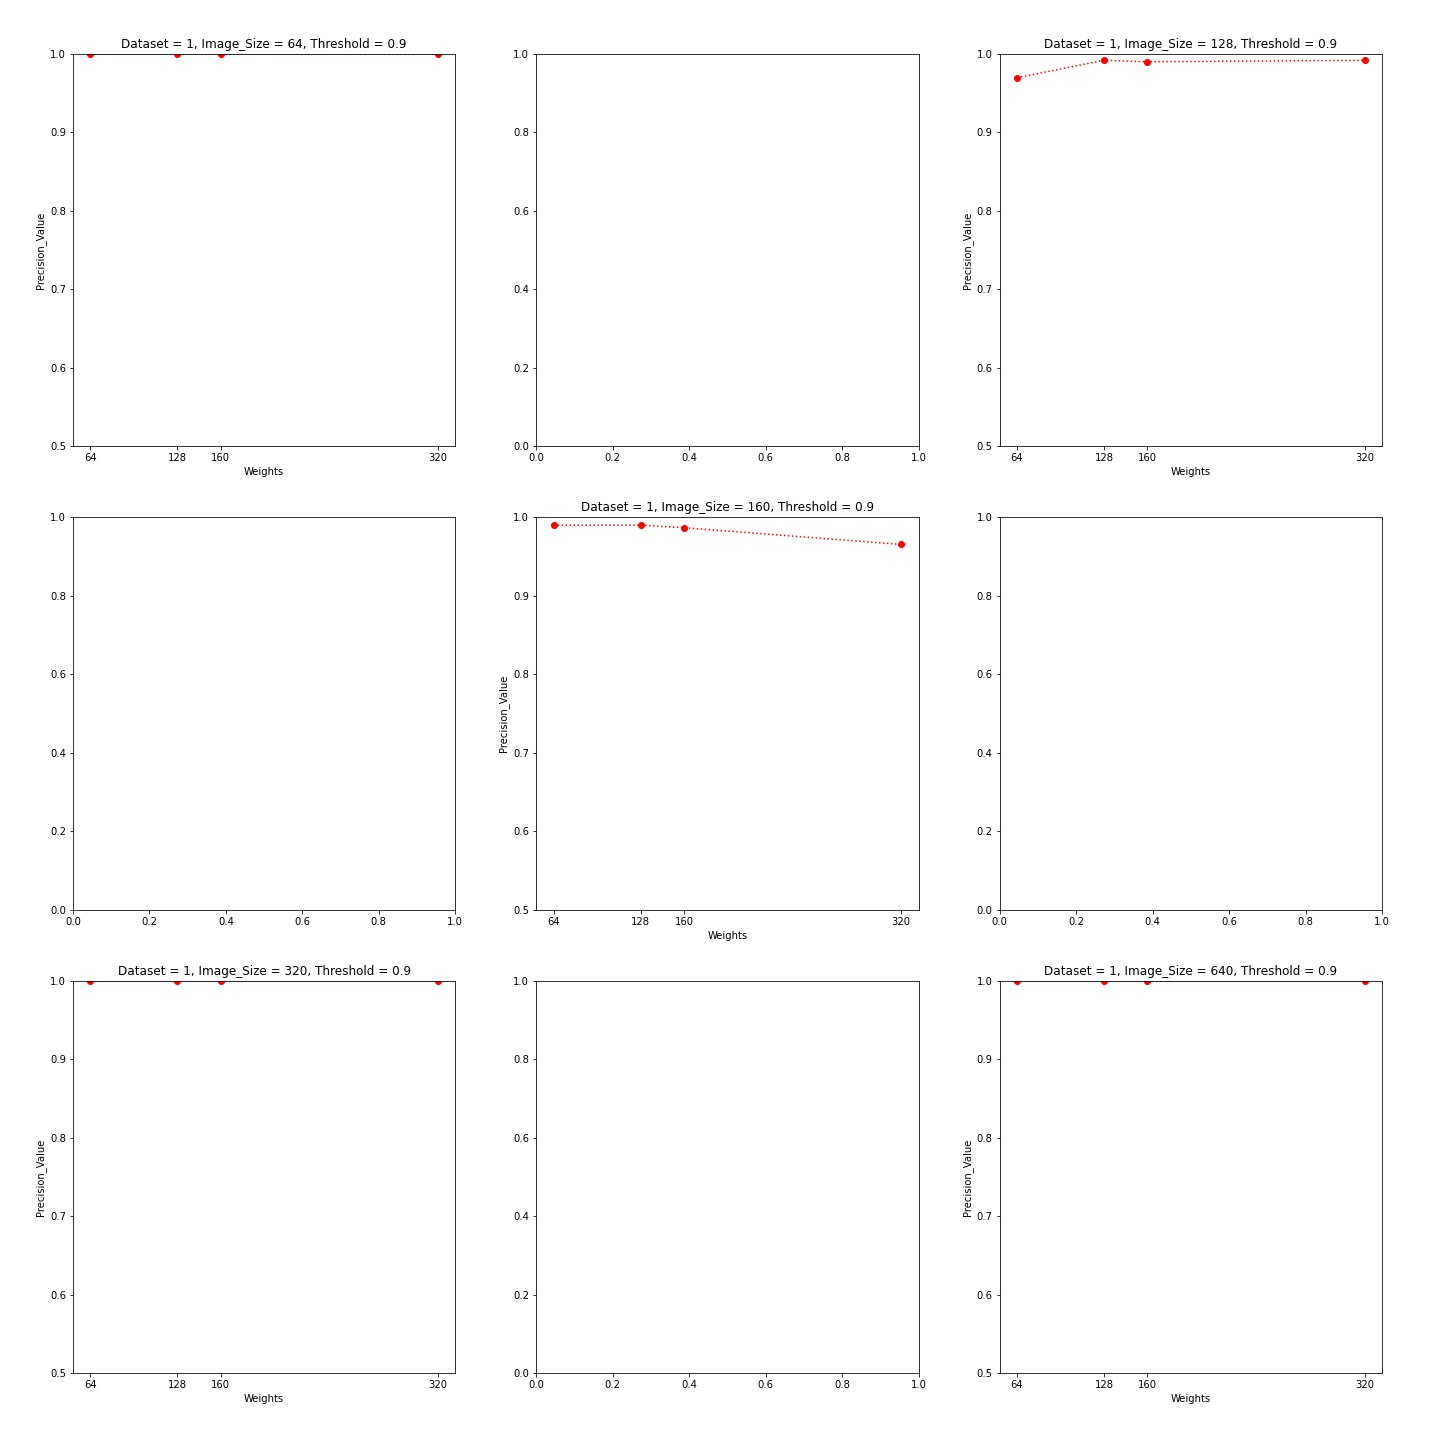 Dataset = 1, Image_Size = 64, Threshold = 0.9
1.0
0.9
0.8
0.7
0.6
0.5
Precision_Value
64 128 160 320
Weights
1.0
0.8
0.6
0.4
0.2
0.0
0.0 0.2 0.4 0.6 0.8 1.0
Dataset = 1, Image_Size = 128, Threshold = 0.9
1.0
0.9
0.8
0.7
0.6
0.5
Precision_Value
64 128 160 320
Weights
1.0
0.8
0.6
0.4
0.2
0.0
0.0 0.2 0.4 0.6 0.8 1.0
Dataset = 1, Image_Size = 160, Threshold = 0.9
1.0
0.9
0.8
0.7
0.6
0.5
Precision_Value
64 128 160 320
Weights
1.0
0.8
0.6
0.4
0.2
0.0
0.0 0.2 0.4 0.6 0.8 1.0
Dataset = 1, Image_Size = 320, Threshold = 0.9
1.0
0.9
0.8
0.7
0.6
0.5
Precision_Value
64 128 160 320
Weights
1.0
0.8
0.6
0.4
0.2
0.0
0.0 0.2 0.4 0.6 0.8 1.0
Dataset = 1, Image_Size = 640, Threshold = 0.9
1.0
0.9
0.8
0.7
0.6
0.5
Precision_Value
64 128 160 320
Weights